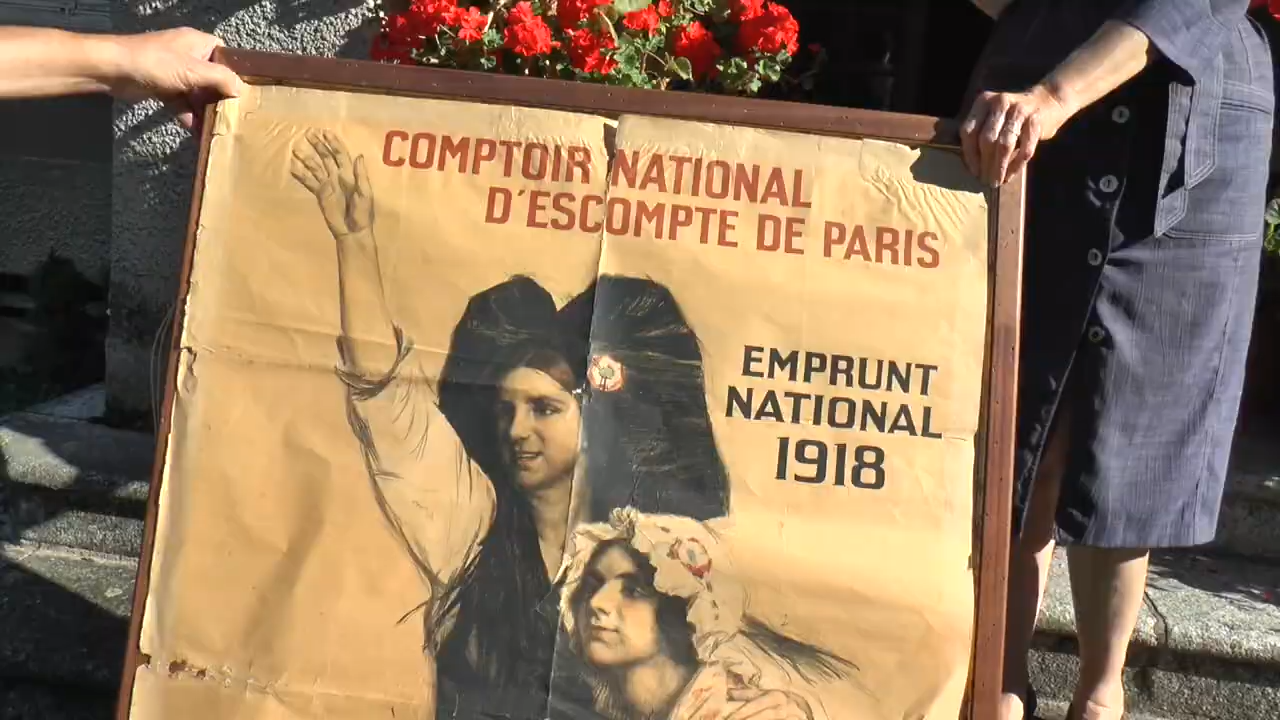 COMPTOIR NATIONAL
D'ESCOMPTE DE PARIS
EMPRUNT
NATIONAL
1918